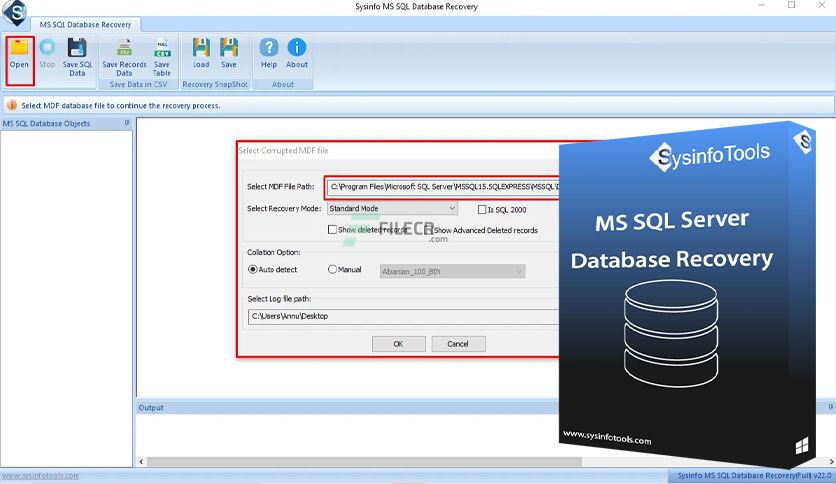 Sysinfo MS SQL Database Recovery
MS SQL Database Recovery
Open
Stop
Save SQL Data
Save Records Data
Save Table
Load
Save
Help
About
Save Data in CSV
Recovery SnapShot
About
Select MDF database file to continue the recovery process.
MS SQL Database Objects
Select Corrupted MDF file
Select MDF File Path:
C:\Program Files\Microsoft SQL Server\MSSQL15.SQLEXPRESS\MSSQL\D
Select Recovery Mode:
Standard Mode
Is SQL 2000
Show deleted records
Show Advanced Deleted records
FILECR
.com
Collation Option:
Auto detect
Manual
Abanian_100_BIN
Select Log file path:
C:\Users\Annu\Desktop
OK
Cancel
SysinfoTools
SysinfoTools
MS SQL Server
Database Recovery
www.sysinfotools.com
Output
www.sysinfotools.com
Sysinfo MS SQL Database Recovery(Full) v22.0